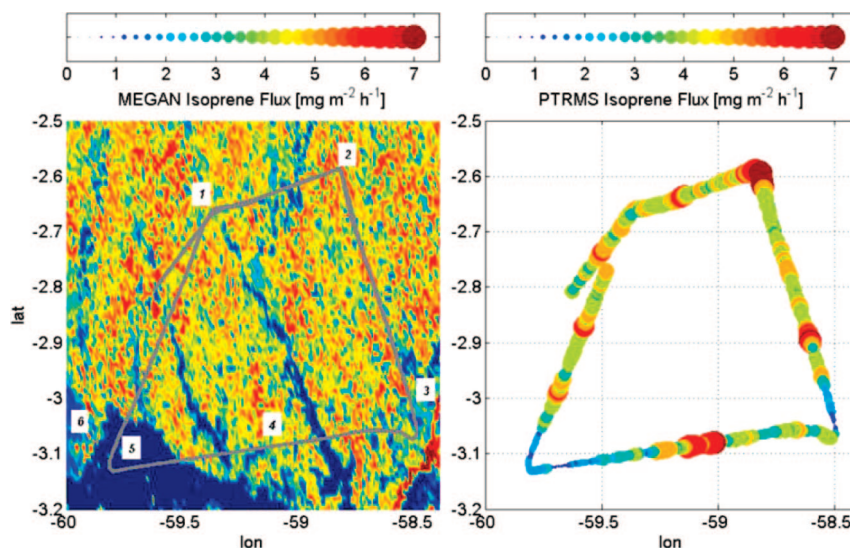 0 1 2 3 4 5 6 7
MEGAN Isoprene Flux [mg m⁻² h⁻¹]
0 1 2 3 4 5 6 7
PTRMS Isoprene Flux [mg m⁻² h⁻¹]
-2.5
-2.6
-2.7
-2.8
-2.9
-3
-3.1
-3.2
lat
1
2
3
4
5
6
-60 -59.5 -59 -58.5
lon
-2.5
-2.6
-2.7
-2.8
-2.9
-3
-3.1
-3.2
-60 -59.5 -59 -58.5
lon